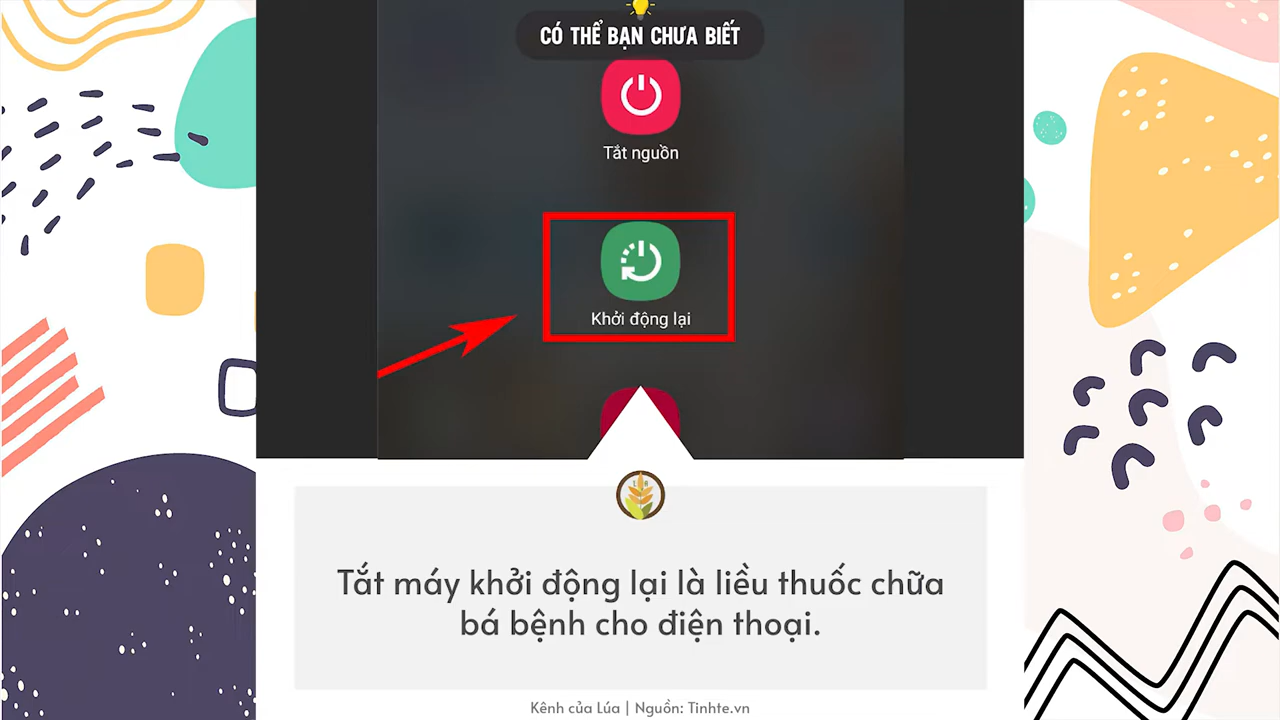 CÓ THỂ BẠN CHƯA BIẾT
Tắt nguồn
Khởi động lại
Tắt máy khởi động lại là liều thuốc chữa
bá bệnh cho điện thoại.
Kênh của Lúa | Nguồn: Tinhte.vn